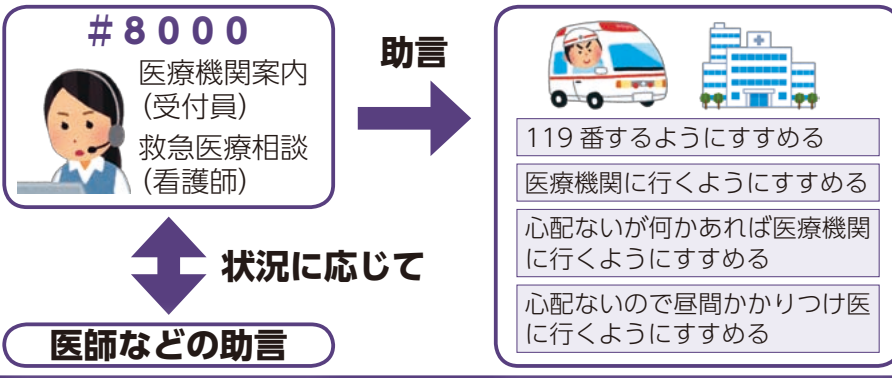 ＃８０００
医療機関案内
(受付員)
救急医療相談
(看護師)
助言
119 番するようにすすめる
医療機関に行くようにすすめる
心配ないが何かあれば医療機関
に行くようにすすめる
心配ないので昼間かかりつけ医
に行くようにすすめる
状況に応じて
医師などの助言